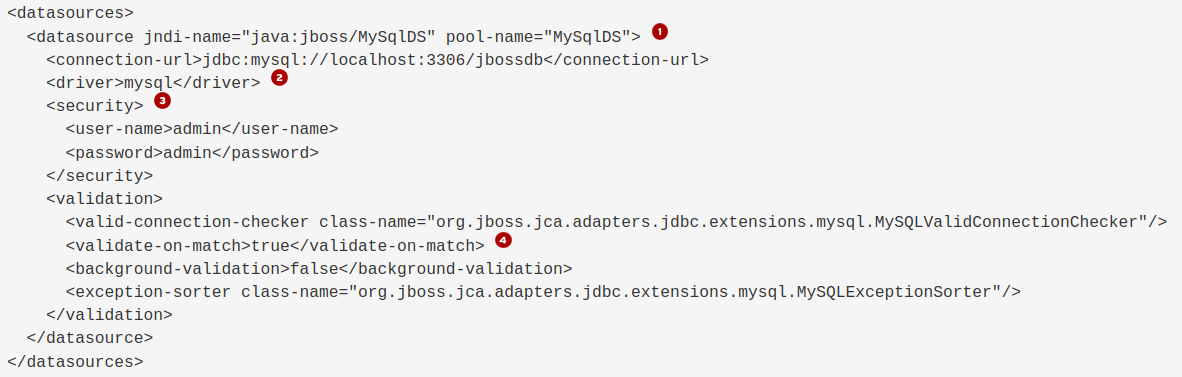 <datasources>
  <datasource jndi-name="java:jboss/MySqlDS" pool-name="MySqlDS"> 1
    <connection-url>jdbc:mysql://localhost:3306/jbossdb</connection-url>
    <driver>mysql</driver> 2
    <security> 3
      <user-name>admin</user-name>
      <password>admin</password>
    </security>
    <validation>
      <valid-connection-checker class-name="org.jboss.jca.adapters.jdbc.extensions.mysql.MySQLValidConnectionChecker"/>
      <validate-on-match>true</validate-on-match> 4
      <background-validation>false</background-validation>
      <exception-sorter class-name="org.jboss.jca.adapters.jdbc.extensions.mysql.MySQLExceptionSorter"/>
    </validation>
  </datasource>
</datasources>